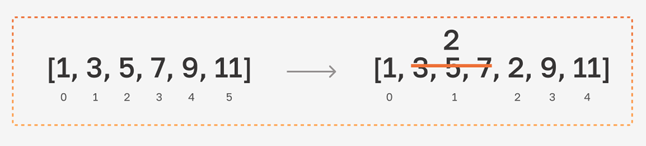 2
[1, 3, 5, 7, 9, 11] [1, 3, 5, 7, 2, 9, 11]
0 1 2 3 4 5 0 1 2 3 4